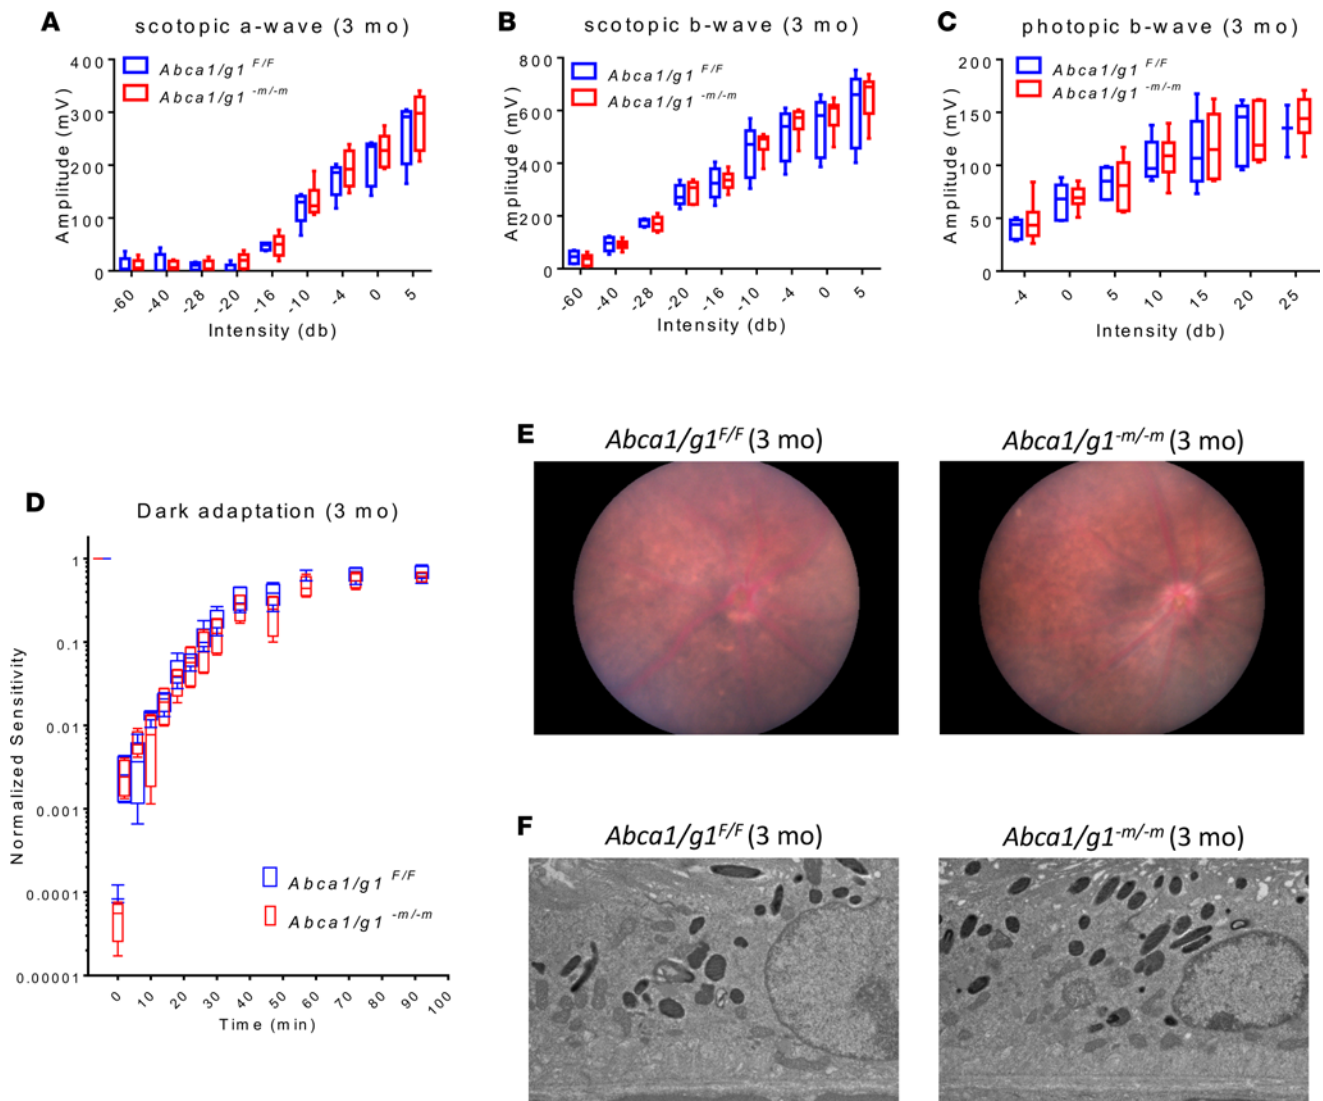 A
scotopic a-wave (3 mo)
Amplitude (mV)
400
300
200
100
0
Abca1/g1 F/F
Abca1/g1 -m/-m
-60 -40 -28 -20 -16 -10 -4 0 5
Intensity (db)
B
scotopic b-wave (3 mo)
Amplitude (mV)
800
600
400
200
0
Abca1/g1 F/F
Abca1/g1 -m/-m
-60 -40 -28 -20 -16 -10 -4 0 5
Intensity (db)
C
photopic b-wave (3 mo)
Amplitude (mV)
200
150
100
50
0
Abca1/g1 F/F
Abca1/g1 -m/-m
-4 0 5 10 15 20 25
Intensity (db)
D
Dark adaptation (3 mo)
Normalized Sensitivity
1
0.1
0.01
0.001
0.0001
0.00001
Abca1/g1 F/F
Abca1/g1 -m/-m
0 10 20 30 40 50 60 70 80 90 100
Time (min)
E
Abca1/g1F/F (3 mo)
Abca1/g1-m/-m (3 mo)
F
Abca1/g1F/F (3 mo)
Abca1/g1-m/-m (3 mo)